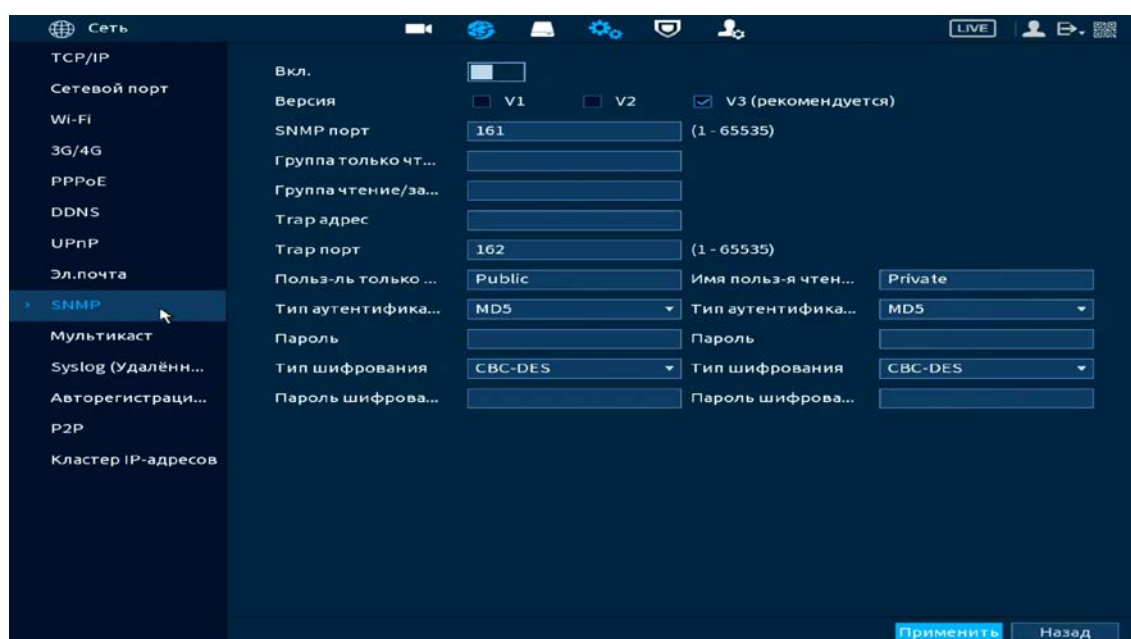 Сеть
LIVE
TCP/IP
Сетевой порт
Wi-Fi
3G/4G
PPPoE
DDNS
UPnP
Эл.почта
SNMP
Мультикаст
Syslog (Удалённ...
Авторегистраци...
P2P
Кластер IP-адресов
Вкл.
Версия V1 V2 V3 (рекомендуется)
SNMP порт 161 (1 - 65535)
Группа только чт...
Группа чтение/за...
Trap адрес
Trap порт 162 (1 - 65535)
Польз-ль только ... Public Имя польз-я чтен... Private
Тип аутентифика... MD5 Тип аутентифика... MD5
Пароль Пароль
Тип шифрования CBC-DES Тип шифрования CBC-DES
Пароль шифрова... Пароль шифрова...
Применить Назад